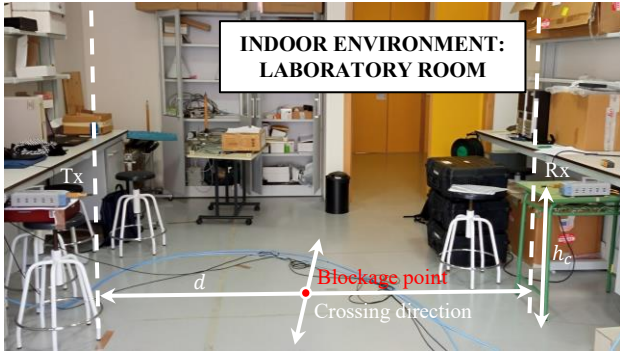 INDOOR ENVIRONMENT:
LABORATORY ROOM
Tx
Rx
h_c
d
Blockage point
Crossing direction